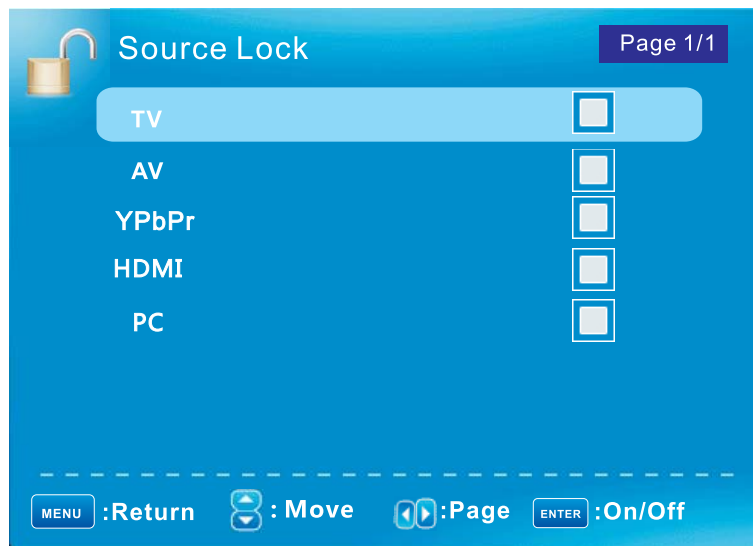 Source Lock
Page 1/1
TV
AV
YPbPr
HDMI
PC
MENU :Return : Move :Page ENTER :On/Off